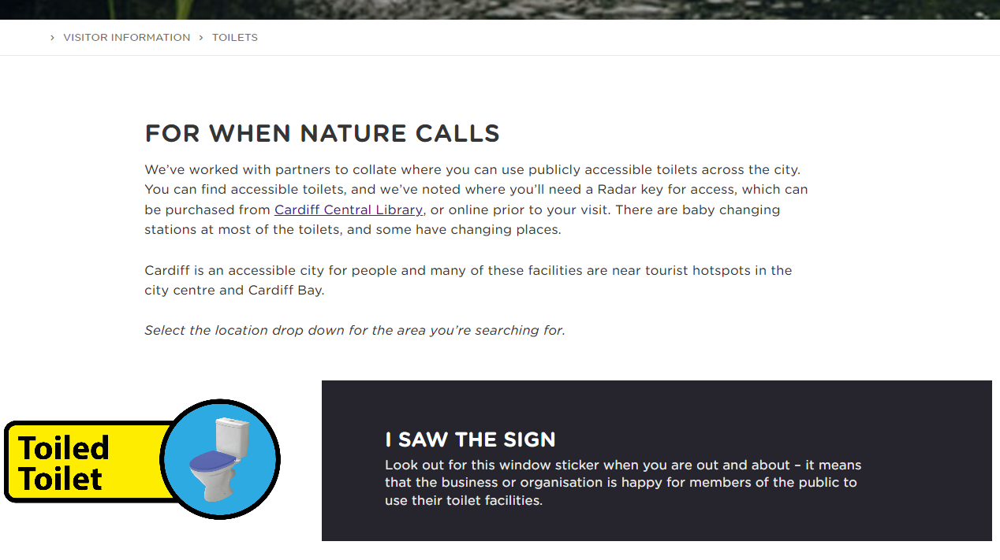 > VISITOR INFORMATION > TOILETS
FOR WHEN NATURE CALLS
We’ve worked with partners to collate where you can use publicly accessible toilets across the city.
You can find accessible toilets, and we’ve noted where you’ll need a Radar key for access, which can
be purchased from Cardiff Central Library, or online prior to your visit. There are baby changing
stations at most of the toilets, and some have changing places.
Cardiff is an accessible city for people and many of these facilities are near tourist hotspots in the
city centre and Cardiff Bay.
Select the location drop down for the area you’re searching for.
Toiled
Toilet
I SAW THE SIGN
Look out for this window sticker when you are out and about – it means
that the business or organisation is happy for members of the public to
use their toilet facilities.